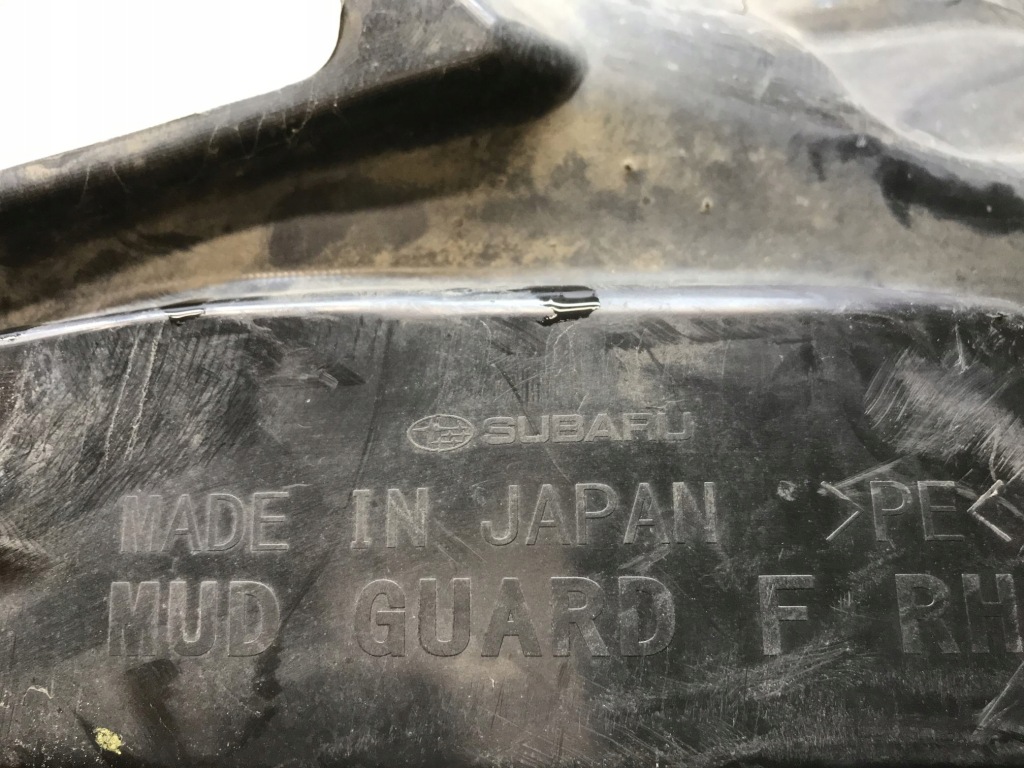 SUBARU
MADE IN JAPAN >PE<
MUD GUARD F RH